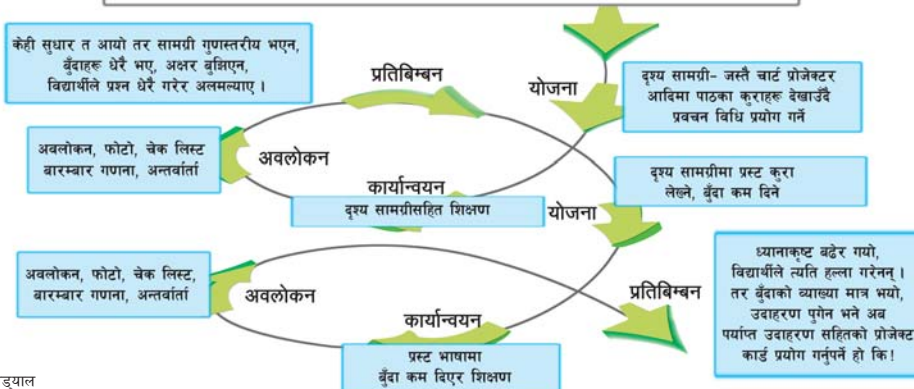 केही सुधार त आयो तर सामग्री गुणस्तरीय भएन,
बुँदाहरू धेरै भए, अक्षर बुझिएन,
विद्यार्थीले प्रश्न धेरै गरेर अलमल्याए ।
प्रतिबिम्बन
योजना
दृश्य सामग्री- जस्तै चार्ट प्रोजेक्टर
आदिमा पाठका कुराहरू देखाउँदै
प्रवचन विधि प्रयोग गर्ने
अवलोकन, फोटो, चेक लिस्ट
बारम्बार गणना, अन्तर्वार्ता
अवलोकन
कार्यान्वयन
दृश्य सामग्रीसहित शिक्षण
दृश्य सामग्रीमा प्रस्ट कुरा
लेख्ने, बुँदा कम दिने
योजना
अवलोकन, फोटो, चेक लिस्ट,
बारम्बार गणना, अन्तर्वार्ता
अवलोकन
कार्यान्वयन
प्रस्ट भाषामा
बुँदा कम दिएर शिक्षण
प्रतिबिम्बन
ध्यानाकृष्ट बढेर गयो,
विद्यार्थीले त्यति हल्ला गरेनन् ।
तर बुँदाको व्याख्या मात्र भयो,
उदाहरण पुगेन भने अब
पर्याप्त उदाहरण सहितको प्रोजेक्ट
कार्ड प्रयोग गर्नुपर्ने हो कि!
ड्याल